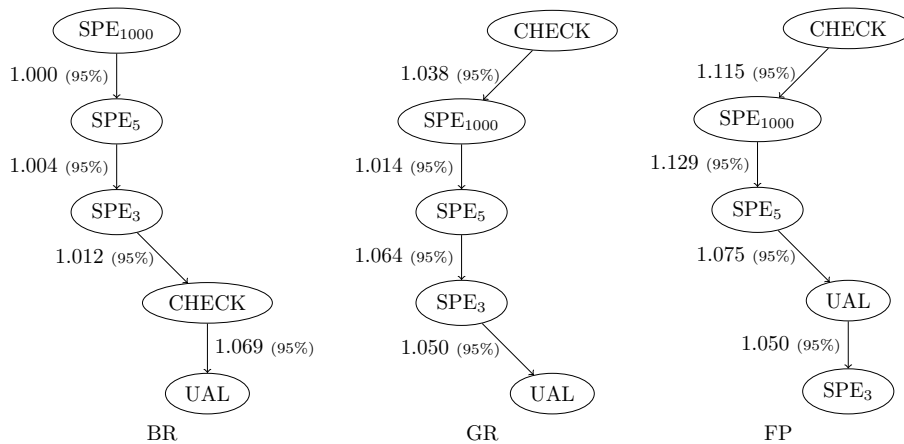 SPE1000
1.000 (95%)
SPE5
1.004 (95%)
SPE3
1.012 (95%)
CHECK
1.069 (95%)
UAL
BR
CHECK
1.038 (95%)
SPE1000
1.014 (95%)
SPE5
1.064 (95%)
SPE3
1.050 (95%)
UAL
GR
CHECK
1.115 (95%)
SPE1000
1.129 (95%)
SPE5
1.075 (95%)
UAL
1.050 (95%)
SPE3
FP